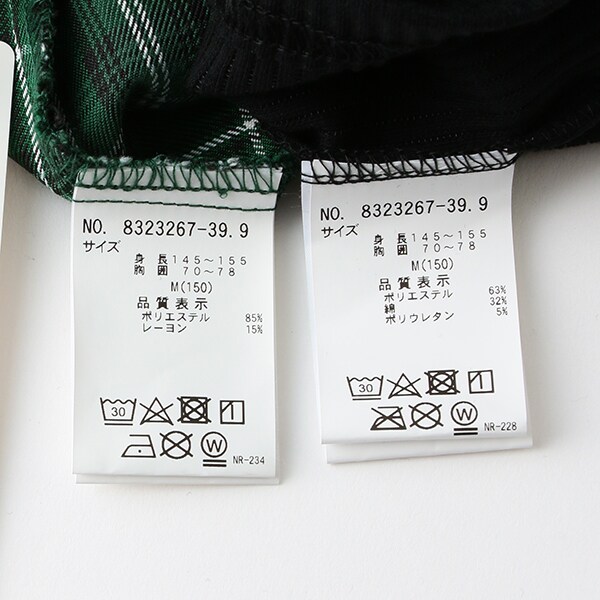 NO. 8323267-39.9
サイズ
身 長 145～155
胸 囲 70～78
M(150)
品質表示
ポリエステル 85%
レーヨン 15%
30
W
NR-234
NO. 8323267-39.9
サイズ
身 長 145～155
胸 囲 70～78
M(150)
品質表示
ポリエステル 63%
綿 32%
ポリウレタン 5%
30
W
NR-228